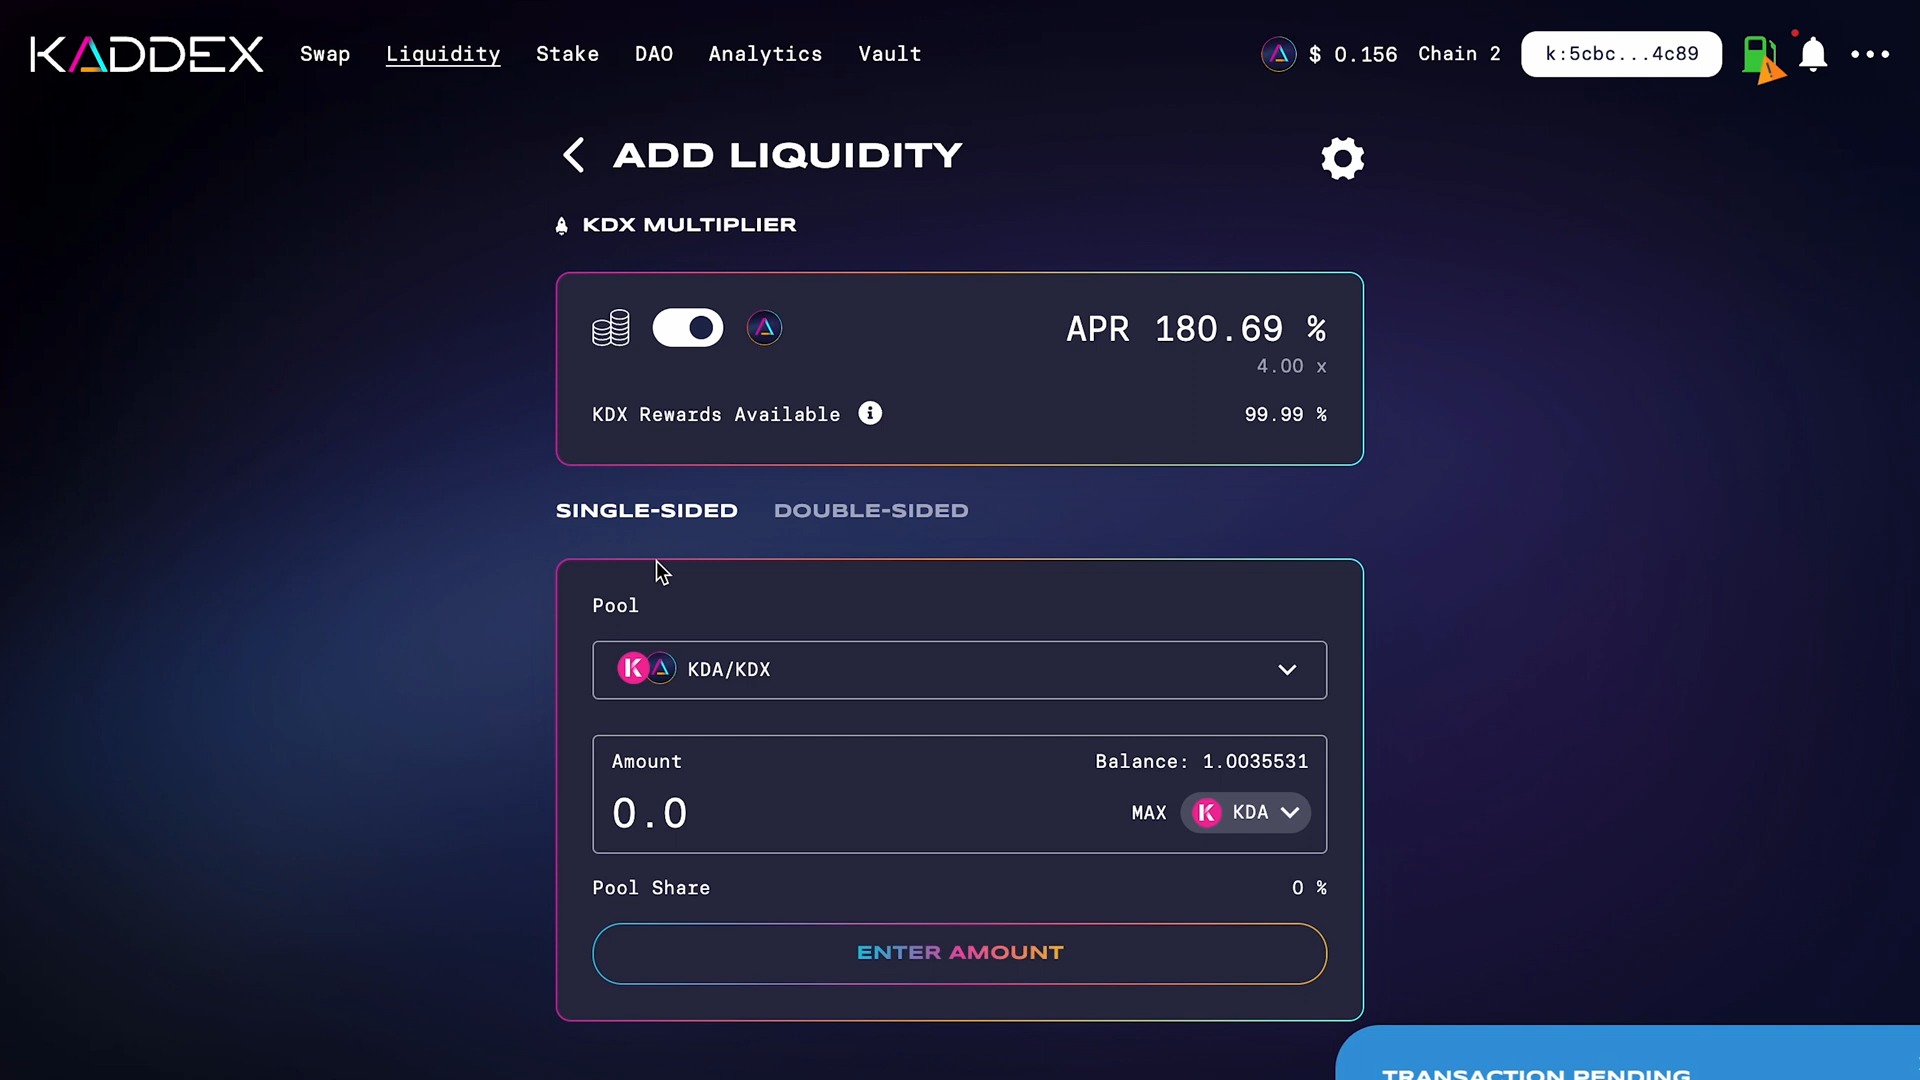 KADDEX Swap Liquidity Stake DAO Analytics Vault $ 0.156 Chain 2 k:5cbc...4c89
ADD LIQUIDITY
KDX MULTIPLIER
APR 180.69 %
4.00 x
KDX Rewards Available 99.99 %
SINGLE-SIDED DOUBLE-SIDED
Pool
KDA/KDX
Amount Balance: 1.0035531
0.0 MAX KDA
Pool Share 0 %
ENTER AMOUNT
TRANSACTION PENDING